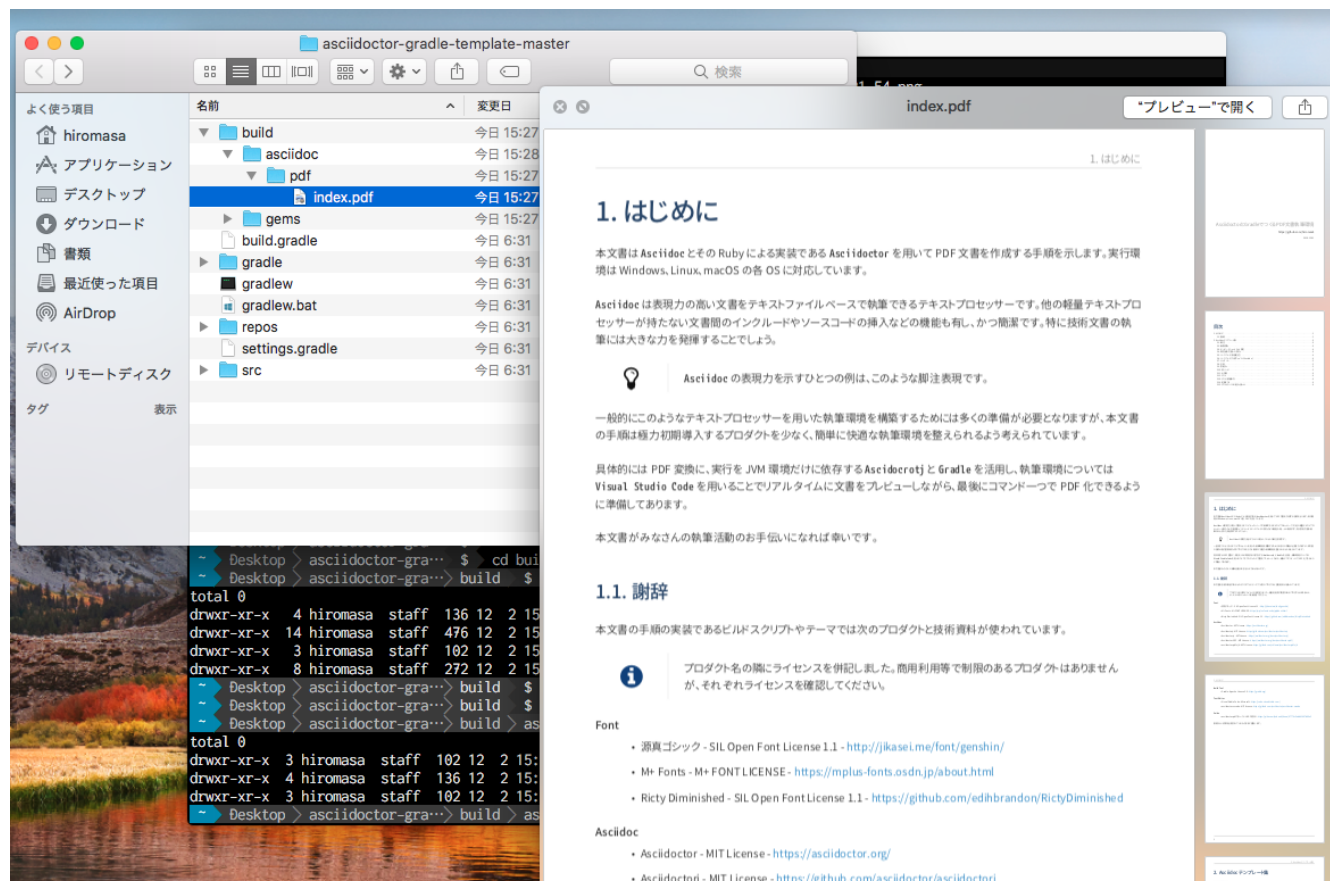 asciidoctor-gradle-template-master
検索
よく使う項目
hiromasa
アプリケーション
デスクトップ
ダウンロード
書類
最近使った項目
AirDrop
デバイス
リモートディスク
タグ 表示
名前 変更日
build 今日 15:27
asciidoc 今日 15:28
pdf 今日 15:27
index.pdf 今日 15:27
gems 今日 15:27
build.gradle 今日 6:31
gradle 今日 6:31
gradlew 今日 6:31
gradlew.bat 今日 6:31
repos 今日 6:31
settings.gradle 今日 6:31
src 今日 6:31
index.pdf
"プレビュー"で開く
1. はじめに
1. はじめに
本文書は Asciidoc とその Ruby による実装である Asciidoctor を用いて PDF 文書を作成する手順を示します。実行環
境は Windows、Linux、macOS の各 OS に対応しています。
Asciidoc は表現力の高い文書をテキストファイルベースで執筆できるテキストプロセッサーです。他の軽量テキストプロ
セッサーが持たない文書間のインクルードやソースコードの挿入などの機能も有し、かつ簡潔です。特に技術文書の執
筆には大きな力を発揮することでしょう。
Asciidoc の表現力を示すひとつの例は、このような脚注表現です。
一般的にこのようなテキストプロセッサーを用いた執筆環境を構築するためには多くの準備が必要となりますが、本文書
の手順は極力初期導入するプロダクトを少なく、簡単に快適な執筆環境を整えられるよう考えられています。
具体的には PDF 変換に、実行を JVM 環境だけに依存する Ascidocrotj と Gradle を活用し、執筆環境については
Visual Studio Code を用いることでリアルタイムに文書をプレビューしながら、最後にコマンド一つで PDF 化できるよう
に準備してあります。
本文書がみなさんの執筆活動のお手伝いになれば幸いです。
1.1. 謝辞
本文書の手順の実装であるビルドスクリプトやテーマでは次のプロダクトと技術資料が使われています。
プロダクト名の隣にライセンスを併記しました。商用利用等で制限のあるプロダクトはありません
が、それぞれライセンスを確認してください。
Font
• 源真ゴシック - SIL Open Font License 1.1 - http://jikasei.me/font/genshin/
• M+ Fonts - M+ FONT LICENSE - https://mplus-fonts.osdn.jp/about.html
• Ricty Diminished - SIL Open Font License 1.1 - https://github.com/edihbrandon/RictyDiminished
Asciidoc
• Asciidoctor - MIT License - https://asciidoctor.org/
• Asciidoctorj - MIT License - https://github.com/asciidoctor/asciidoctorj
~ Desktop asciidoctor-gra… $ cd bui
~ Desktop asciidoctor-gra… build $
total 0
drwxr-xr-x 4 hiromasa staff 136 12 2 15
drwxr-xr-x 14 hiromasa staff 476 12 2 15
drwxr-xr-x 3 hiromasa staff 102 12 2 15
drwxr-xr-x 8 hiromasa staff 272 12 2 15
~ Desktop asciidoctor-gra… build $
~ Desktop asciidoctor-gra… build $
~ Desktop asciidoctor-gra… build as
total 0
drwxr-xr-x 3 hiromasa staff 102 12 2 15:
drwxr-xr-x 4 hiromasa staff 136 12 2 15:
drwxr-xr-x 3 hiromasa staff 102 12 2 15:
~ Desktop asciidoctor-gra… build as
目次
1. はじめに
1.1. 謝辞